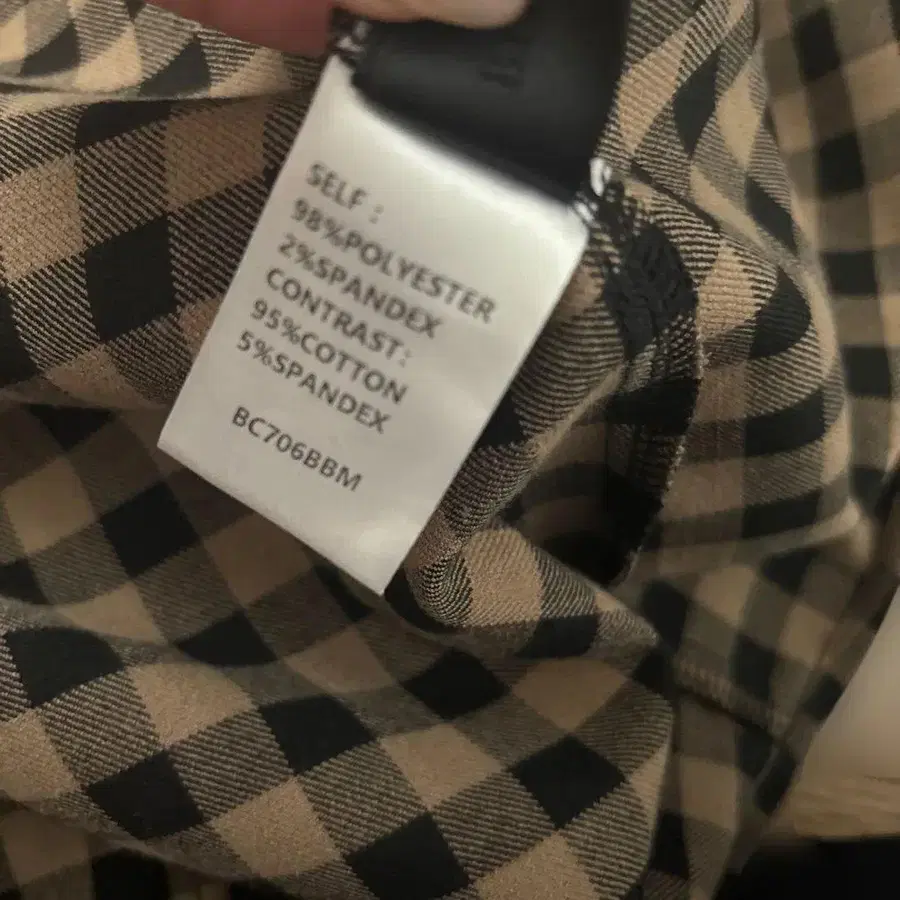 SELF :
98%POLYESTER
2%SPANDEX
CONTRAST:
95%COTTON
5%SPANDEX
BC706BBM